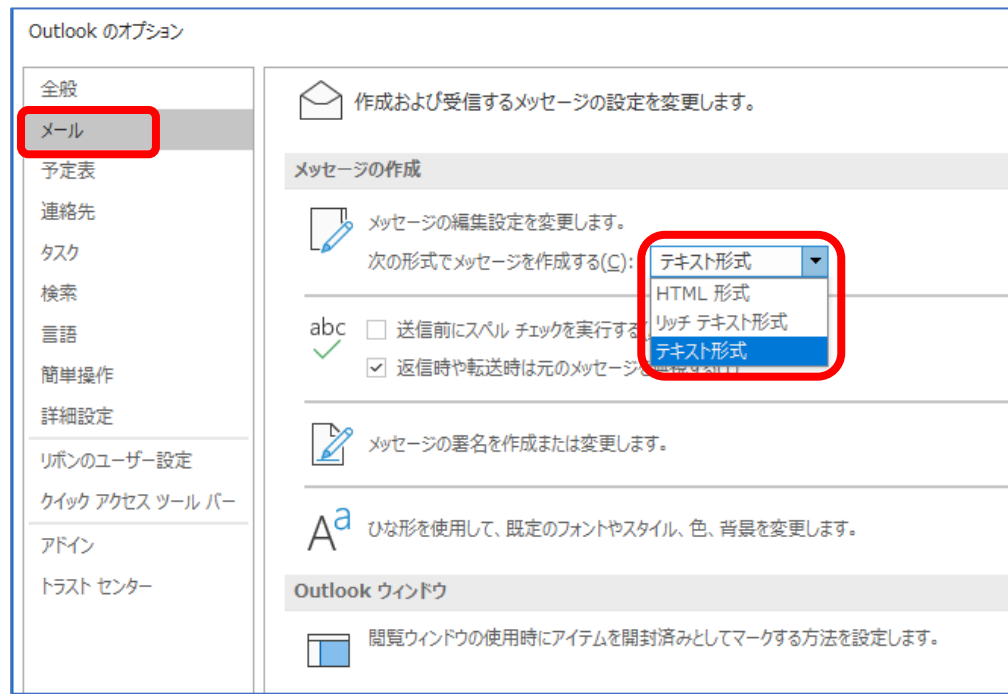 Outlook のオプション
全般
メール
予定表
連絡先
タスク
検索
言語
簡単操作
詳細設定
リボンのユーザー設定
クイック アクセス ツール バー
アドイン
トラスト センター
作成および受信するメッセージの設定を変更します。
メッセージの作成
メッセージの編集設定を変更します。
次の形式でメッセージを作成する(C): テキスト形式
HTML 形式
リッチ テキスト形式
テキスト形式
abc 送信前にスペル チェックを実行する
返信時や転送時は元のメッセージを
メッセージの署名を作成または変更します。
Aa ひな形を使用して、既定のフォントやスタイル、色、背景を変更します。
Outlook ウィンドウ
閲覧ウィンドウの使用時にアイテムを開封済みとしてマークする方法を設定します。